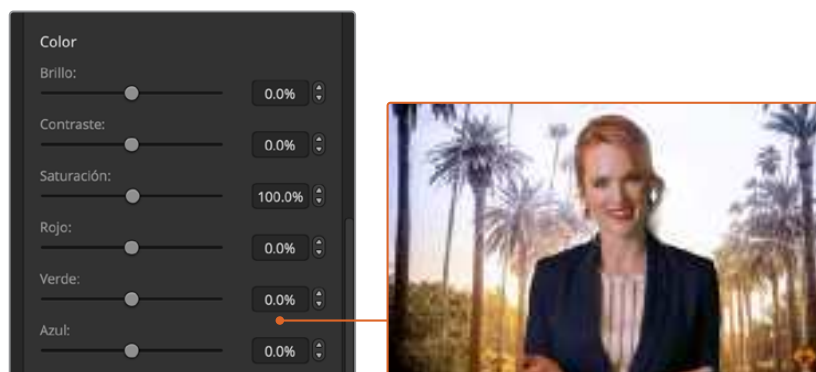 Color
Brillo:
0.0%
Contraste:
0.0%
Saturación:
100.0%
Rojo:
0.0%
Verde:
0.0%
Azul:
0.0%